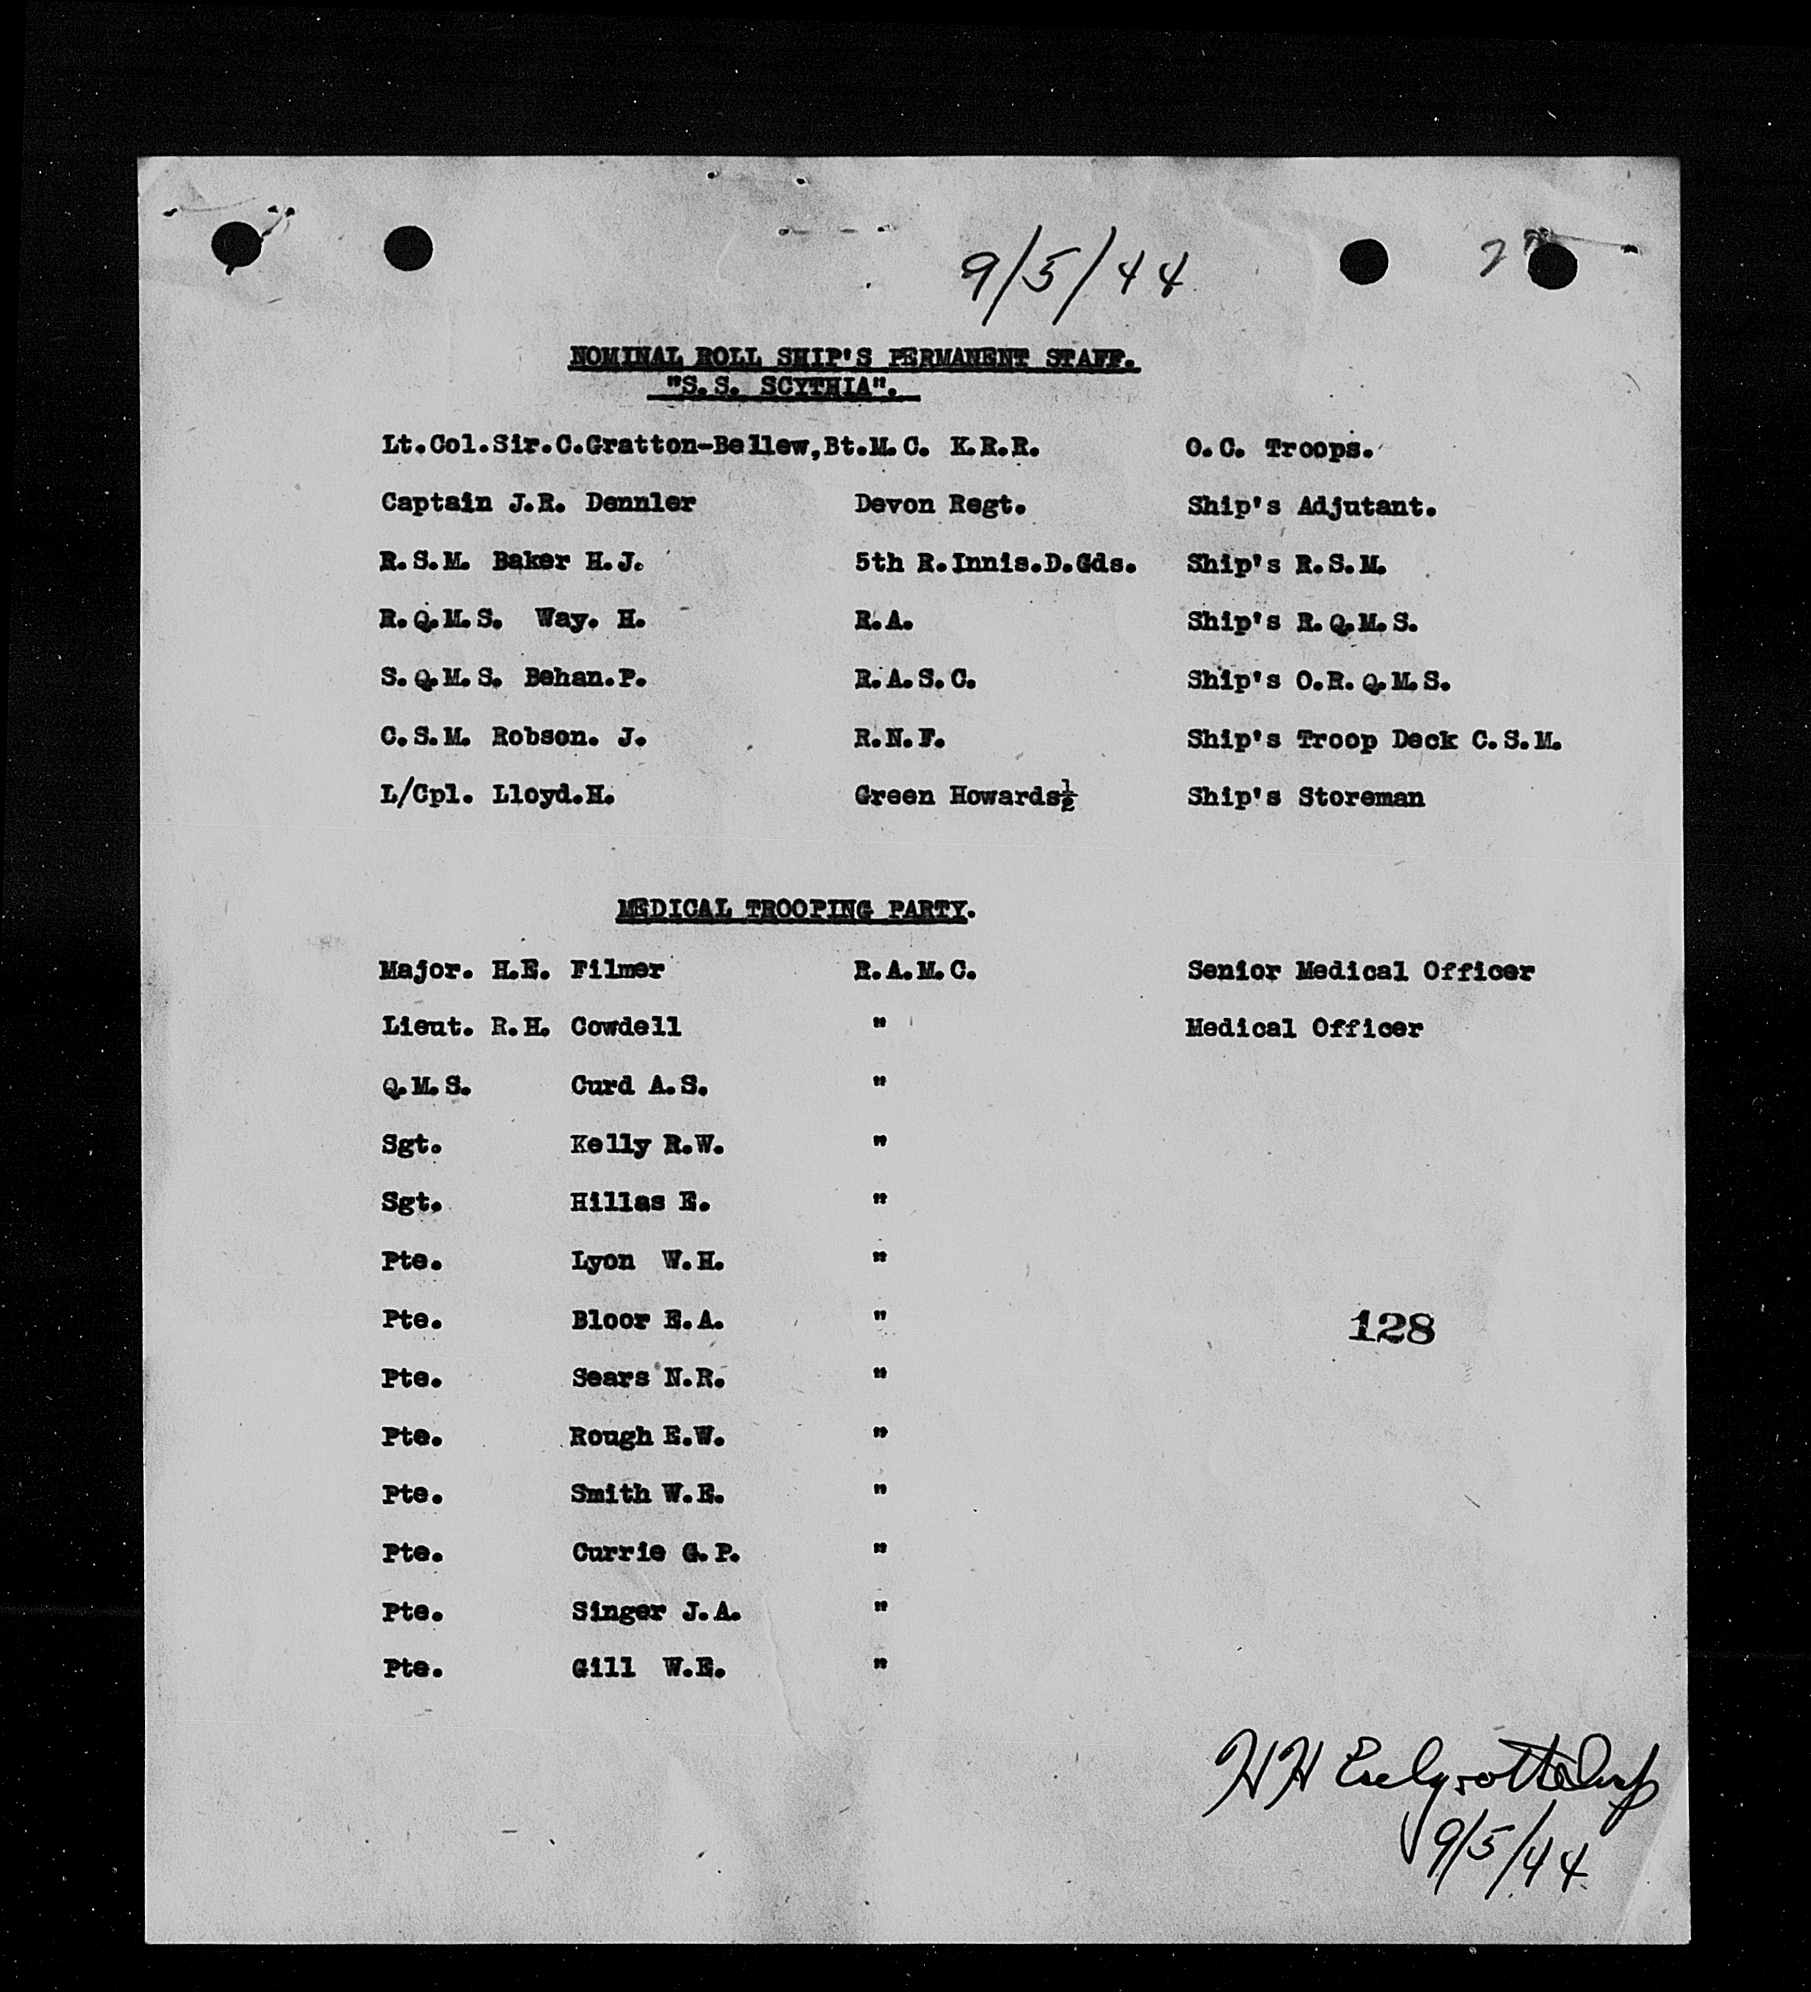 9/5/44
2
NOMINAL ROLL SHIP'S PERMANENT STAFF.
"S.S. SCYTHIA".
Lt.Col.Sir.C.Gratton-Bellew,Bt.M.C. K.R.R. O.C. Troops.
Captain J.R. Dennler Devon Regt. Ship's Adjutant.
R.S.M. Baker H.J. 5th R.Innis.D.Gds. Ship's R.S.M.
R.Q.M.S. Way. H. R.A. Ship's R.Q.M.S.
S.Q.M.S. Behan.P. R.A.S.C. Ship's O.R.Q.M.S.
C.S.M. Robson. J. R.N.F. Ship's Troop Deck C.S.M.
L/Cpl. Lloyd.H. Green Howards½ Ship's Storeman
MEDICAL TROOPING PARTY.
Major. H.E. Filmer R.A.M.C. Senior Medical Officer
Lieut. R.H. Cowdell " Medical Officer
Q.M.S. Curd A.S. "
Sgt. Kelly R.W. "
Sgt. Hillas E. "
Pte. Lyon W.H. "
Pte. Bloor E.A. "
128
Pte. Sears N.R. "
Pte. Rough E.W. "
Pte. Smith W.E. "
Pte. Currie G.P. "
Pte. Singer J.A. "
Pte. Gill W.E. "
HH
9/5/44